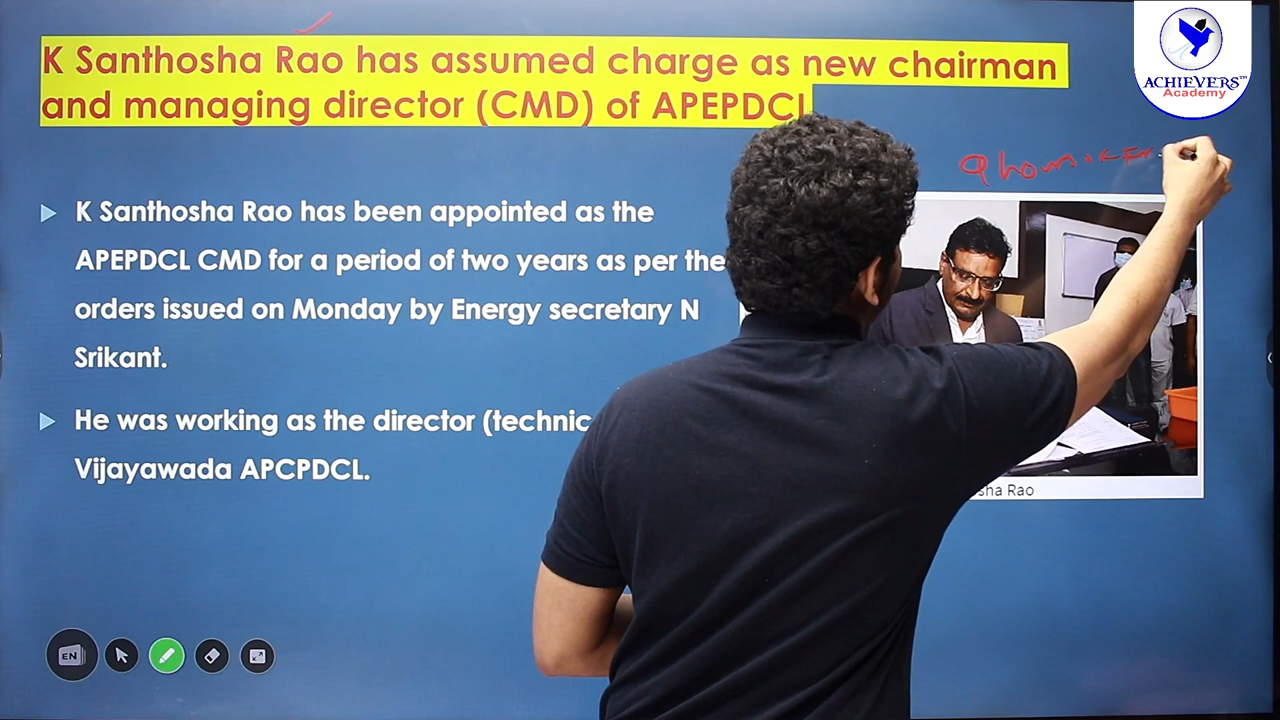 K Santhosha Rao has assumed charge as new chairman
and managing director (CMD) of APEPDCL
ACHIEVERS™
Academy
K Santhosha Rao has been appointed as the
APEPDCL CMD for a period of two years as per the
orders issued on Monday by Energy secretary N
Srikant.
He was working as the director (technic
Vijayawada APCPDCL.
sha Rao
EN